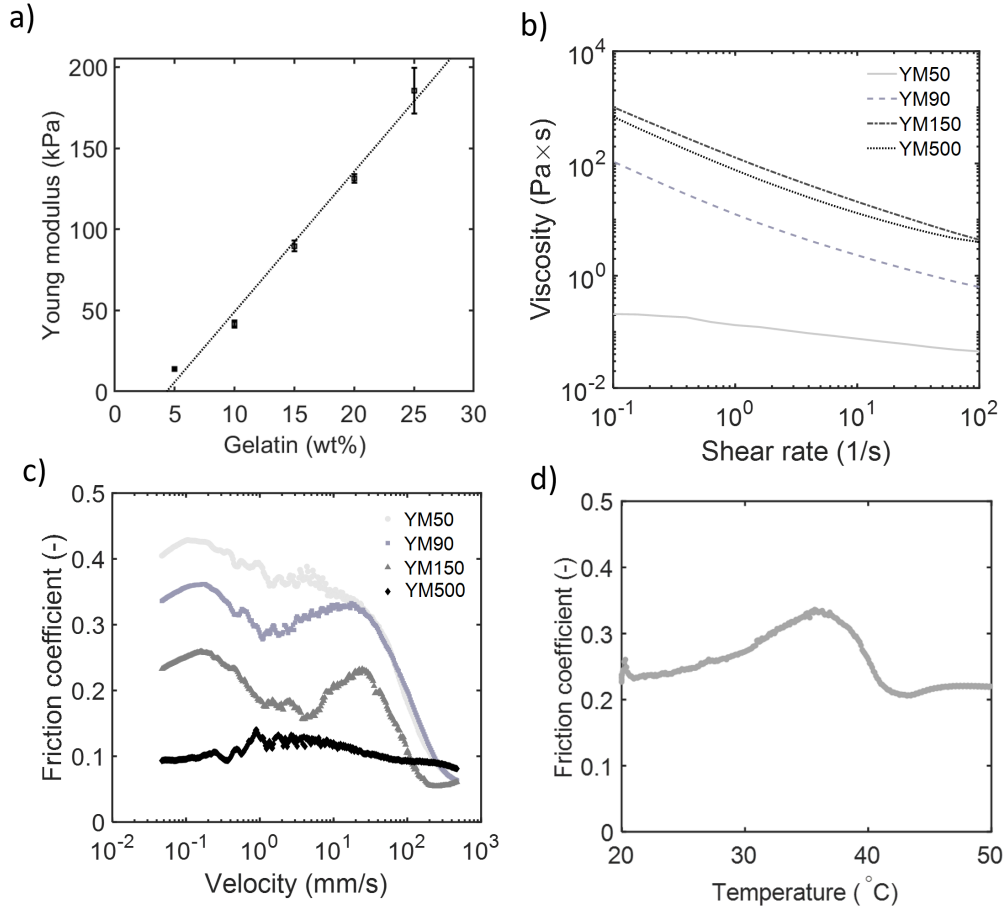 a)
Young modulus (kPa)
200
150
100
50
0
0 5 10 15 20 25 30
Gelatin (wt%)
b)
Viscosity (Pa×s)
10^4
10^2
10^0
10^-2
10^-1 10^0 10^1 10^2
Shear rate (1/s)
YM50
YM90
YM150
YM500
c)
Friction coefficient (-)
0.5
0.4
0.3
0.2
0.1
0
10^-2 10^-1 10^0 10^1 10^2 10^3
Velocity (mm/s)
YM50
YM90
YM150
YM500
d)
Friction coefficient (-)
0.5
0.4
0.3
0.2
0.1
0
20 30 40 50
Temperature (°C)